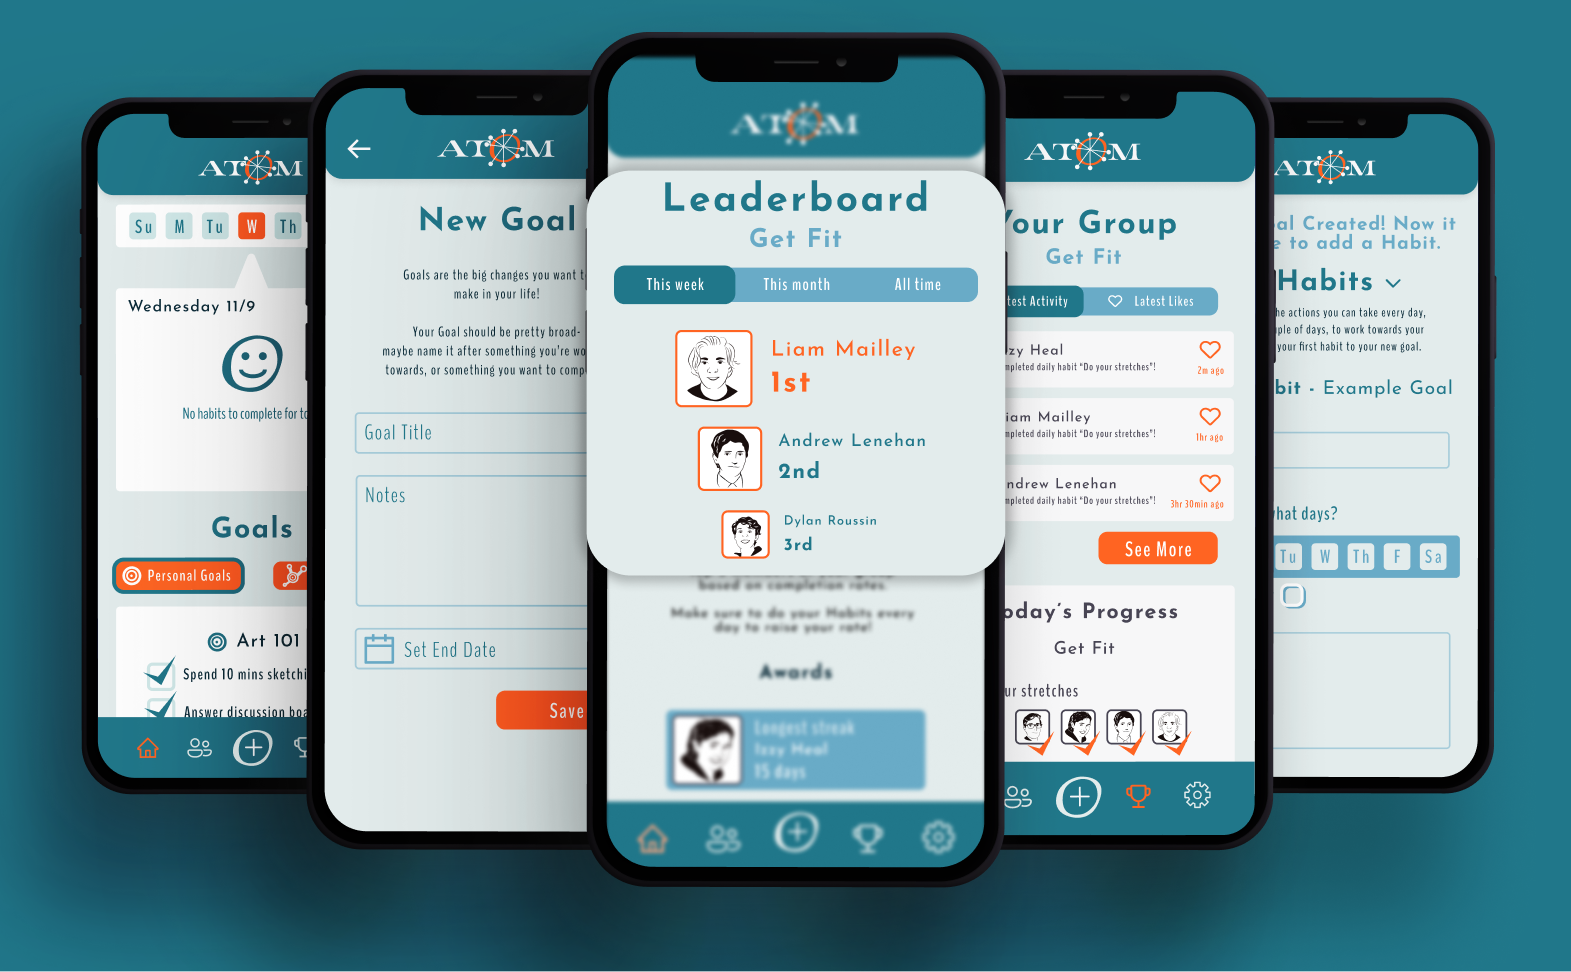 ATOM
Su M Tu W Th
Wednesday 11/9
No habits to complete for to
Goals
Personal Goals
Art 101
Spend 10 mins sketchi
Answer discussion boa
ATOM
New Goal
Goals are the big changes you want t
make in your life!
Your Goal should be pretty broad-
maybe name it after something you're wo
towards, or something you want to comp
Goal Title
Notes
Set End Date
Save
ATOM
Leaderboard
Get Fit
This week This month All time
Liam Mailley
1st
Andrew Lenehan
2nd
Dylan Roussin
3rd
based on completion rates.
Make sure to do your Habits every
day to raise your rate!
Awards
Longest streak
Izzy Heal
15 days
ATOM
Your Group
Get Fit
test Activity Latest Likes
zzy Heal
mpleted daily habit "Do your stretches"!
2m ago
iam Mailley
mpleted daily habit "Do your stretches"!
1hr ago
ndrew Lenehan
mpleted daily habit "Do your stretches"!
3hr 30min ago
See More
oday's Progress
Get Fit
ur stretches
ATOM
al Created! Now it
e to add a Habit.
Habits
he actions you can take every day,
ple of days, to work towards your
your first habit to your new goal.
bit - Example Goal
hat days?
Tu W Th F Sa